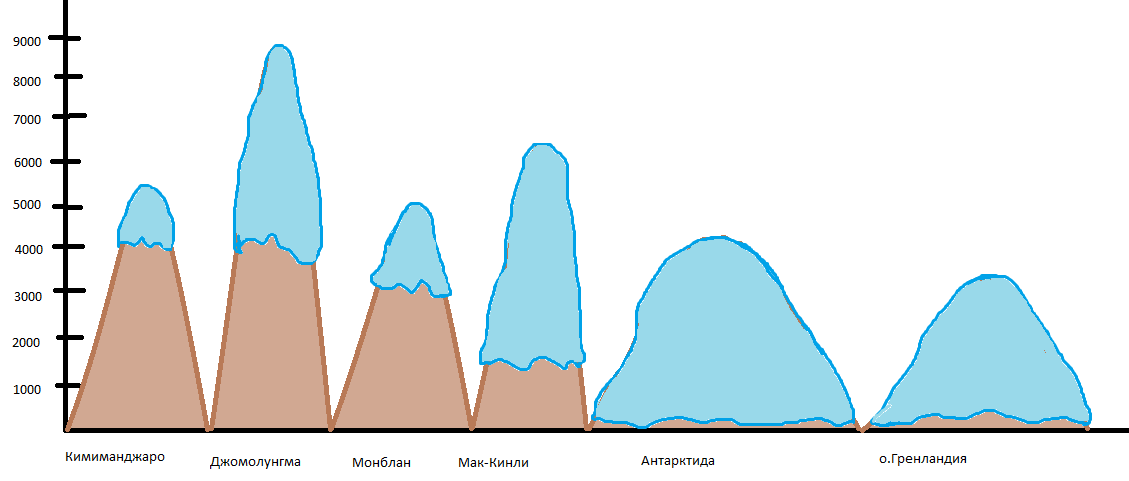 9000
8000
7000
6000
5000
4000
3000
2000
1000
Кимиманджаро
Джомолунгма
Монблан
Мак-Кинли
Антарктида
о.Гренландия